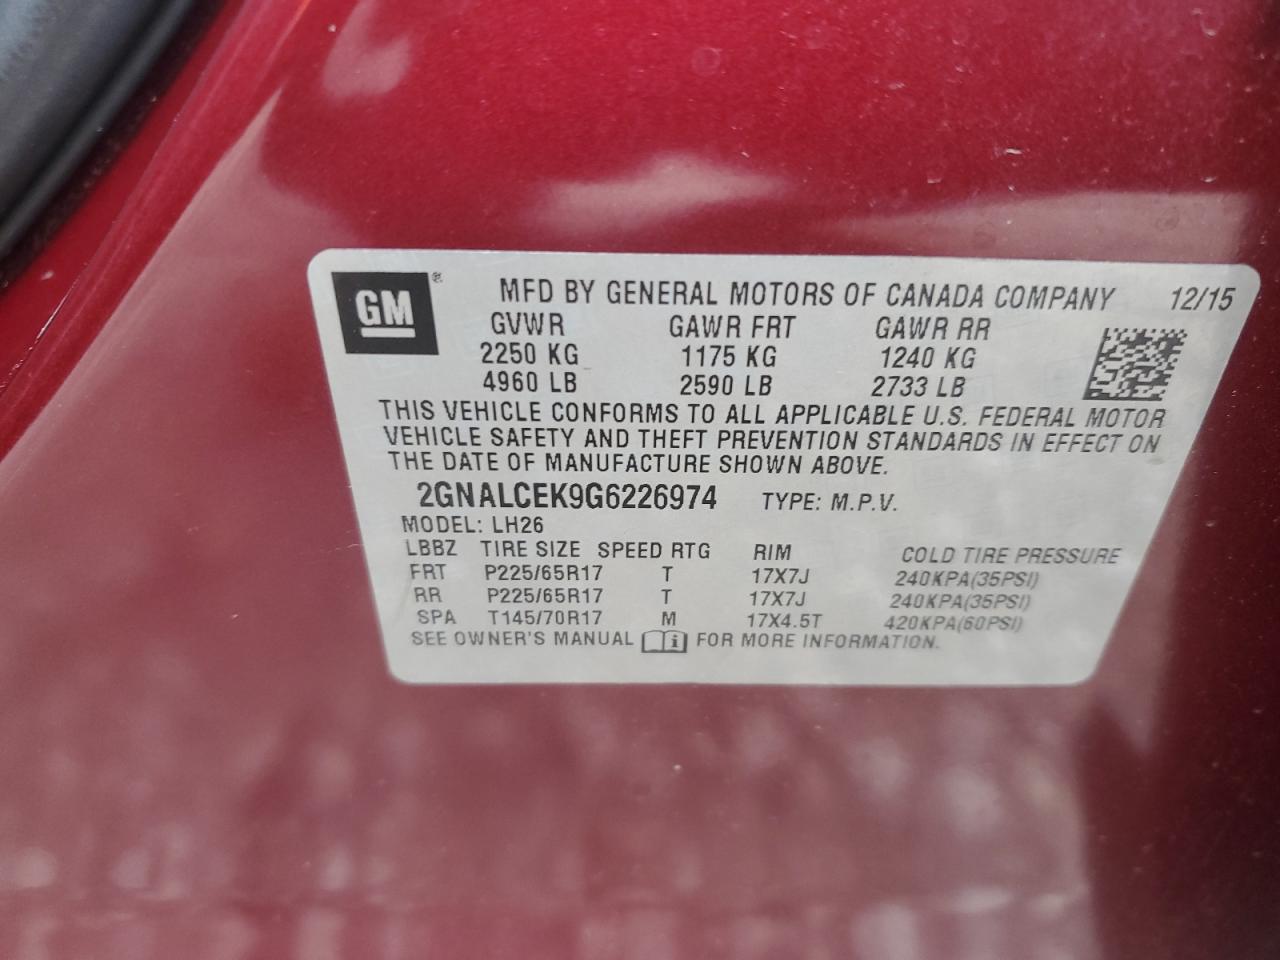 GM ® MFD BY GENERAL MOTORS OF CANADA COMPANY 12/15
GVWR GAWR FRT GAWR RR
2250 KG 1175 KG 1240 KG
4960 LB 2590 LB 2733 LB
THIS VEHICLE CONFORMS TO ALL APPLICABLE U.S. FEDERAL MOTOR
VEHICLE SAFETY AND THEFT PREVENTION STANDARDS IN EFFECT ON
THE DATE OF MANUFACTURE SHOWN ABOVE.
2GNALCEK9G6226974 TYPE: M.P.V.
MODEL: LH26
LBBZ TIRE SIZE SPEED RTG RIM COLD TIRE PRESSURE
FRT P225/65R17 T 17X7J 240KPA(35PSI)
RR P225/65R17 T 17X7J 240KPA(35PSI)
SPA T145/70R17 M 17X4.5T 420KPA(60PSI)
SEE OWNER'S MANUAL i FOR MORE INFORMATION.